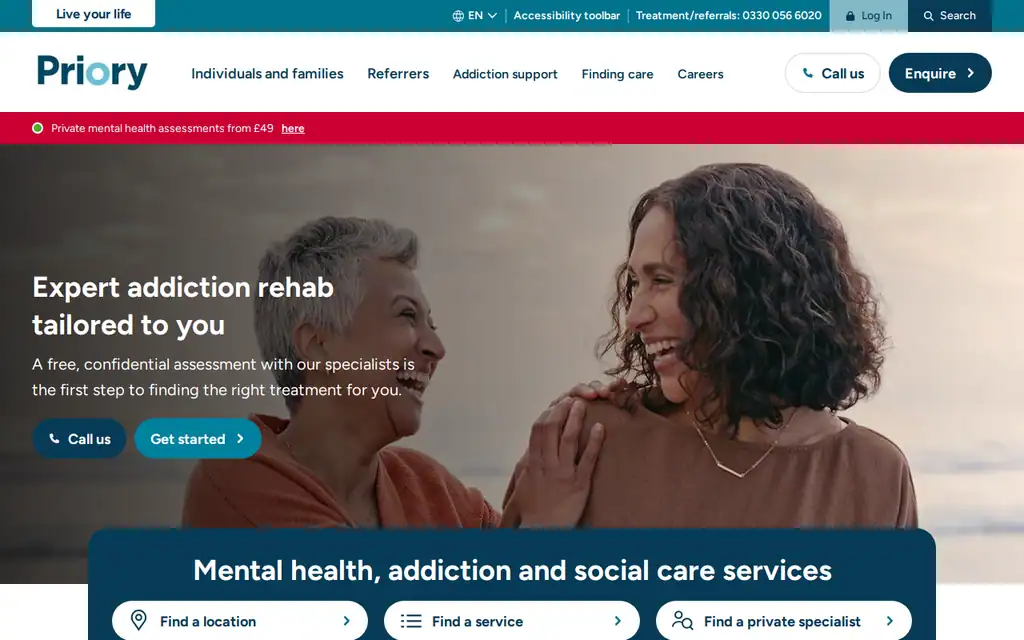 Live your life
EN
Accessibility toolbar
Treatment/referrals: 0330 056 6020
Log In
Search
Priory
Individuals and families
Referrers
Addiction support
Finding care
Careers
Call us
Enquire
Private mental health assessments from £49 here
Expert addiction rehab
tailored to you
A free, confidential assessment with our specialists is
the first step to finding the right treatment for you.
Call us
Get started
Mental health, addiction and social care services
Find a location
Find a service
Find a private specialist